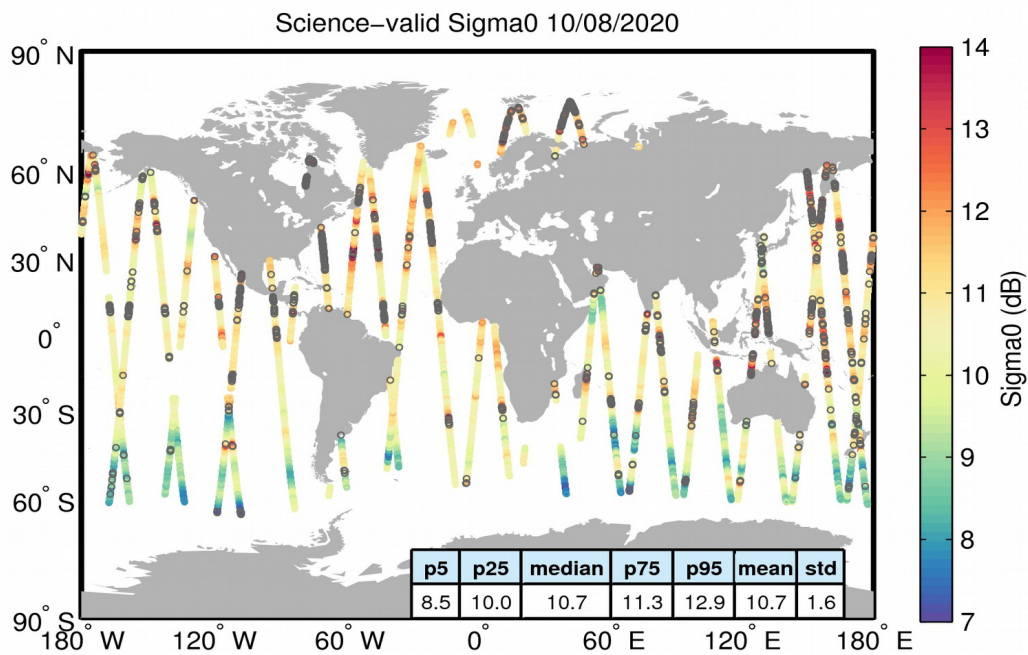 Science–valid Sigma0 10/08/2020
90° N
60° N
30° N
0°
30° S
60° S
90° S
180° W
120° W
60° W
0°
60° E
120° E
180° E
14
13
12
11
10
9
8
7
Sigma0 (dB)
p5 p25 median p75 p95 mean std
8.5 10.0 10.7 11.3 12.9 10.7 1.6